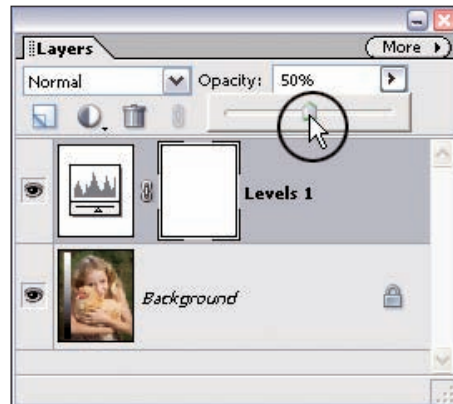 Layers
More
Normal
Opacity: 50%
Levels 1
Background